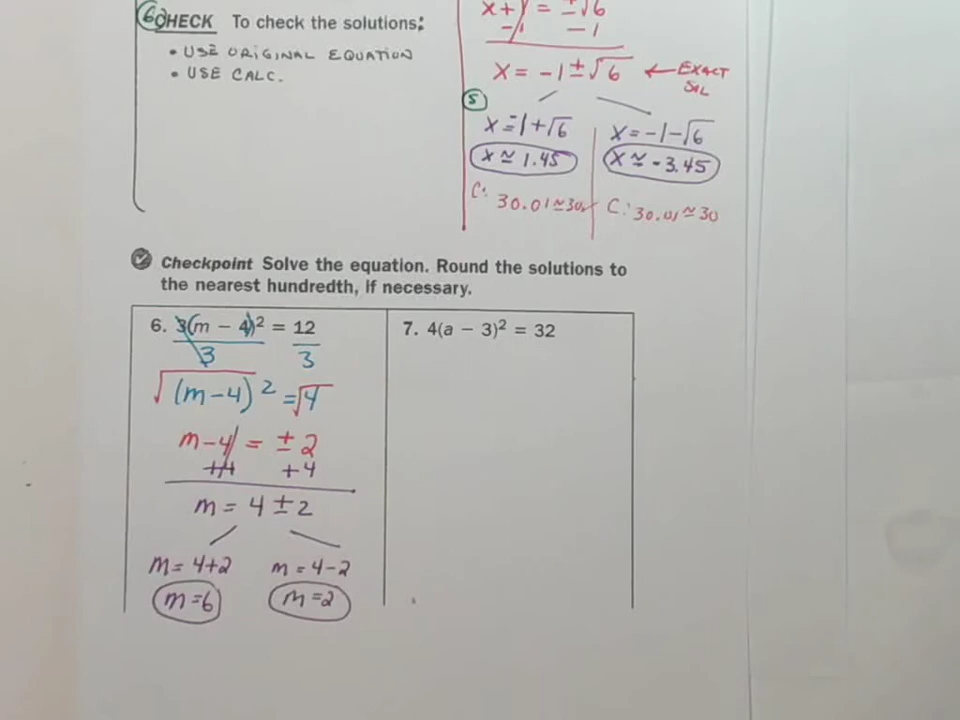 6 CHECK To check the solutions:
• USE ORIGINAL EQUATION
• USE CALC.
x+1 = ±√6
-1 -1
x = -1 ± √6 ← EXACT SOL
5
x = -1+√6
x ≈ 1.45
C: 30.01≈30 ✓
x = -1-√6
x ≈ -3.45
C: 30.01≈30
Checkpoint Solve the equation. Round the solutions to
the nearest hundredth, if necessary.
6. 3(m − 4)² = 12
3 3
√(m-4)² = √4
m-4 = ± 2
+4 +4
m = 4 ± 2
m = 4+2 m = 4-2
m = 6 m = 2
7. 4(a − 3)² = 32